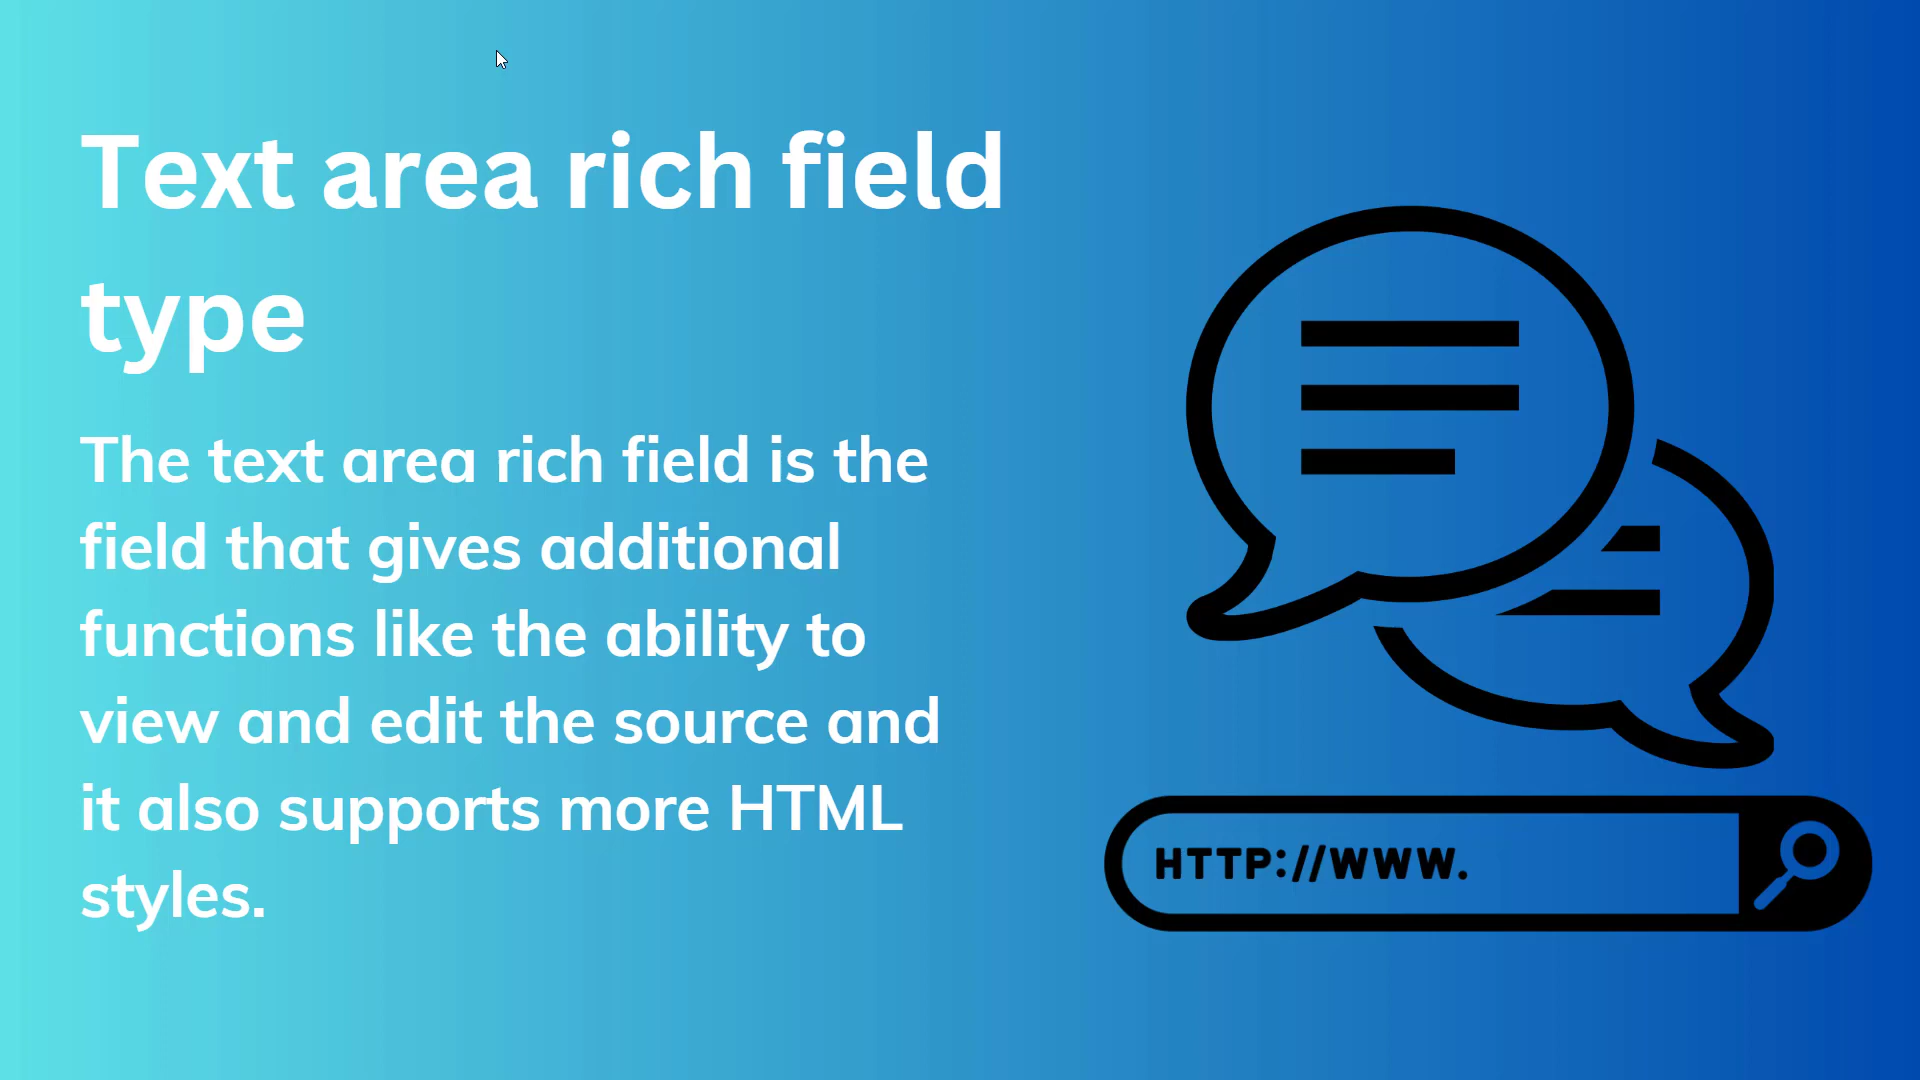 Text area rich field
type
The text area rich field is the
field that gives additional
functions like the ability to
view and edit the source and
it also supports more HTML
styles.
HTTP://WWW.